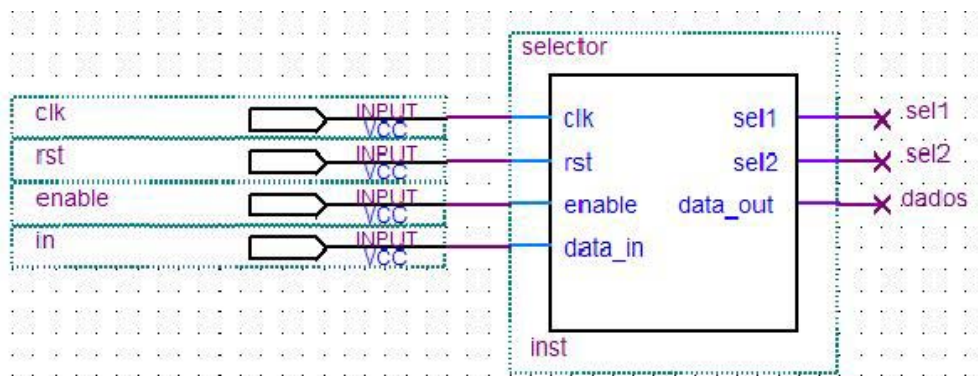 selector
clk INPUT VCC clk sel1 sel1
rst INPUT VCC rst sel2 sel2
enable INPUT VCC enable data_out dados
in INPUT VCC data_in
inst